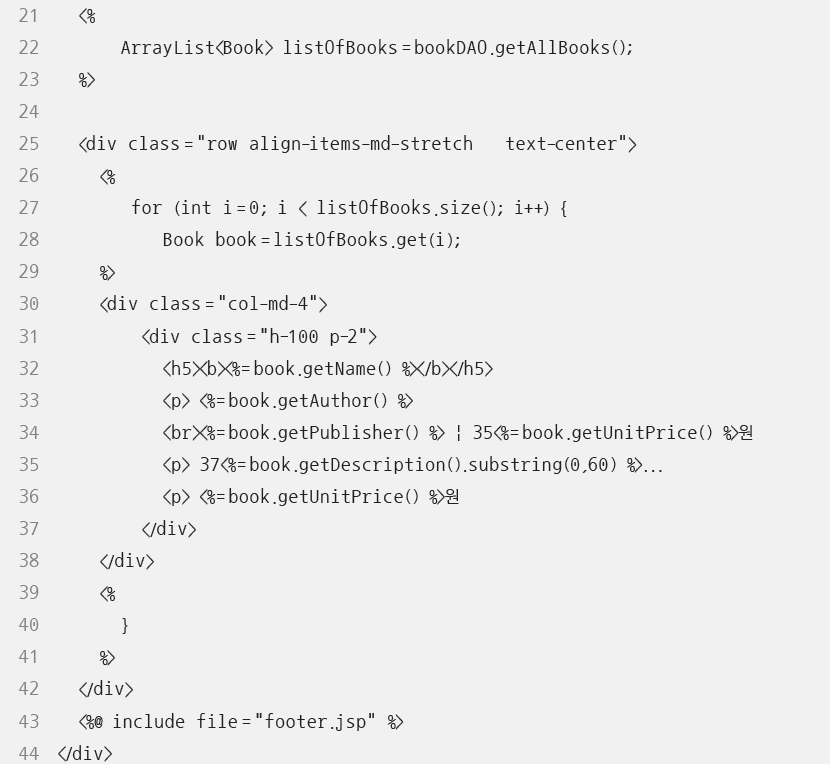 21 <%
22 ArrayList<Book> listOfBooks=bookDAO.getAllBooks();
23 %>
24
25 <div class="row align-items-md-stretch   text-center">
26 <%
27 for (int i=0; i < listOfBooks.size(); i++) {
28 Book book=listOfBooks.get(i);
29 %>
30 <div class="col-md-4">
31 <div class="h-100 p-2">
32 <h5><b><%=book.getName() %></b></h5>
33 <p> <%=book.getAuthor() %>
34 <br><%=book.getPublisher() %> ¦ 35<%=book.getUnitPrice() %>원
35 <p> 37<%=book.getDescription().substring(0,60) %>...
36 <p> <%=book.getUnitPrice() %>원
37 </div>
38 </div>
39 <%
40 }
41 %>
42 </div>
43 <%@ include file="footer.jsp" %>
44 </div>